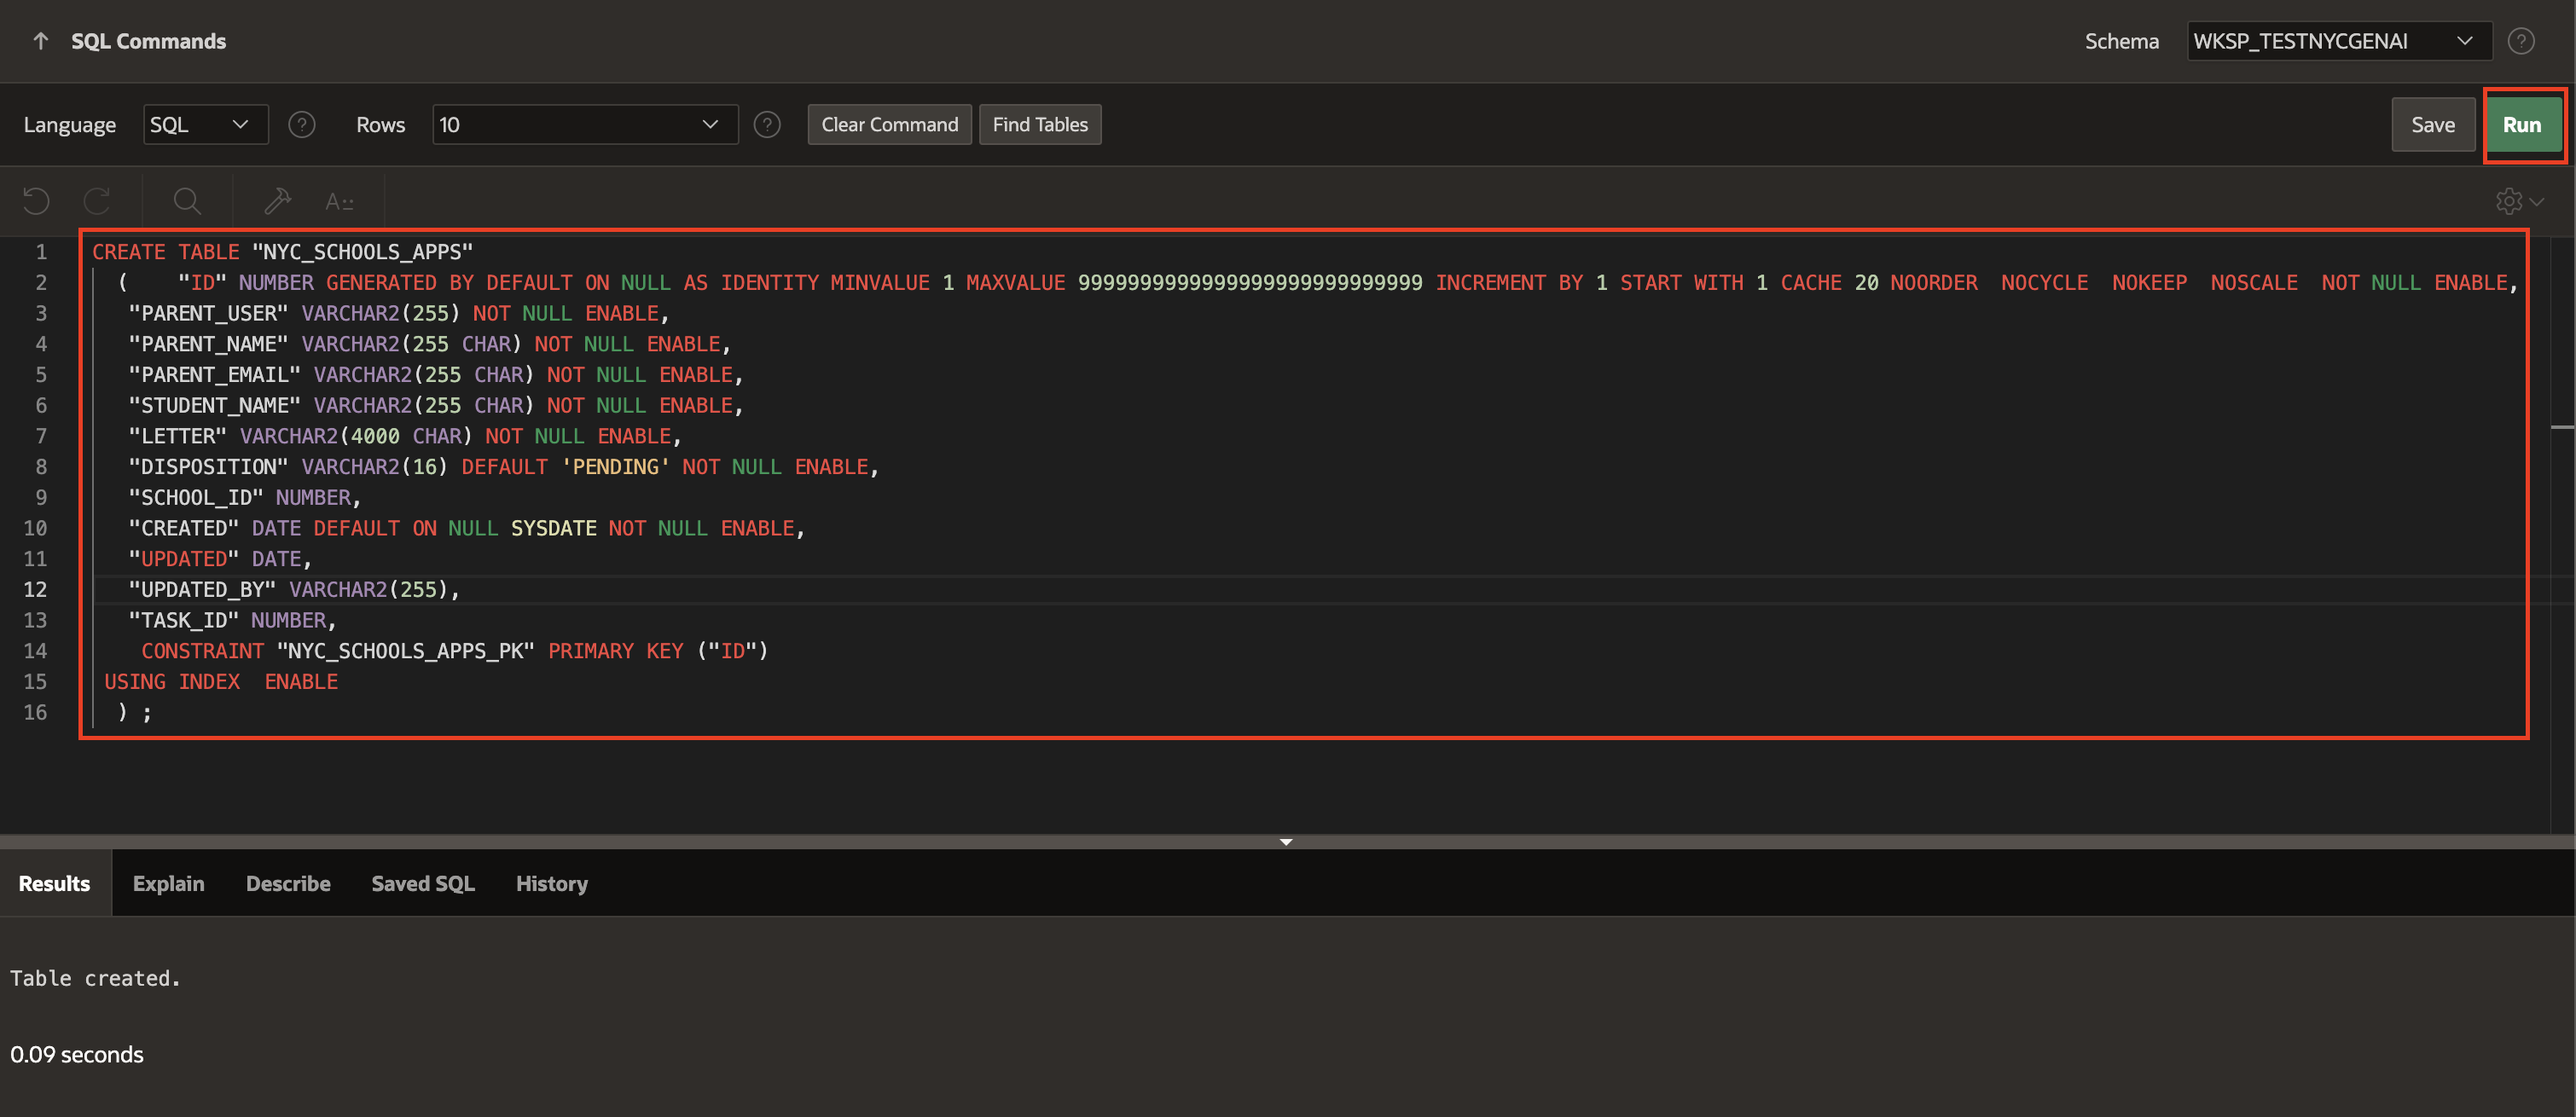 SQL Commands
Schema WKSP_TESTNYCGENAI
Language SQL Rows 10 Clear Command Find Tables Save Run
1 CREATE TABLE "NYC_SCHOOLS_APPS"
2 ( "ID" NUMBER GENERATED BY DEFAULT ON NULL AS IDENTITY MINVALUE 1 MAXVALUE 9999999999999999999999999999 INCREMENT BY 1 START WITH 1 CACHE 20 NOORDER NOCYCLE NOKEEP NOSCALE NOT NULL ENABLE,
3 "PARENT_USER" VARCHAR2(255) NOT NULL ENABLE,
4 "PARENT_NAME" VARCHAR2(255 CHAR) NOT NULL ENABLE,
5 "PARENT_EMAIL" VARCHAR2(255 CHAR) NOT NULL ENABLE,
6 "STUDENT_NAME" VARCHAR2(255 CHAR) NOT NULL ENABLE,
7 "LETTER" VARCHAR2(4000 CHAR) NOT NULL ENABLE,
8 "DISPOSITION" VARCHAR2(16) DEFAULT 'PENDING' NOT NULL ENABLE,
9 "SCHOOL_ID" NUMBER,
10 "CREATED" DATE DEFAULT ON NULL SYSDATE NOT NULL ENABLE,
11 "UPDATED" DATE,
12 "UPDATED_BY" VARCHAR2(255),
13 "TASK_ID" NUMBER,
14 CONSTRAINT "NYC_SCHOOLS_APPS_PK" PRIMARY KEY ("ID")
15 USING INDEX ENABLE
16 ) ;
Results Explain Describe Saved SQL History
Table created.
0.09 seconds